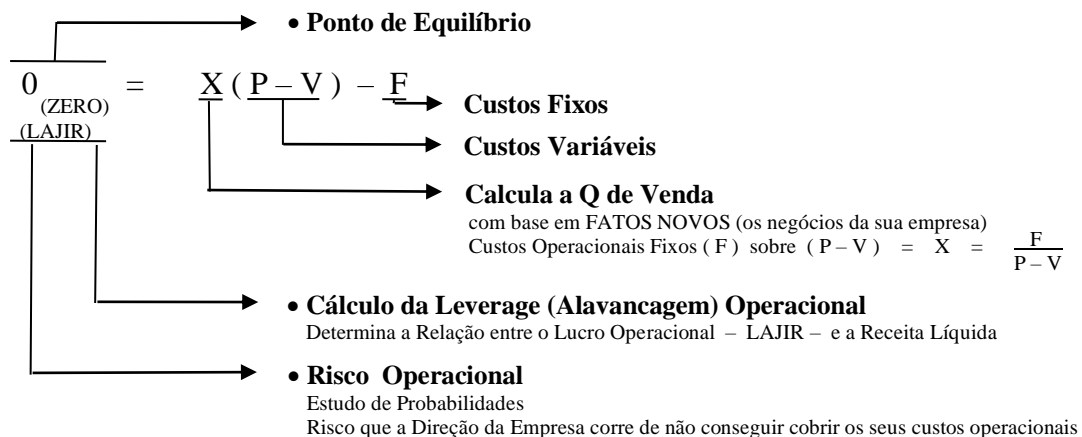 • Ponto de Equilíbrio
0 = X ( P – V ) – F
(ZERO)
(LAJIR)
Custos Fixos
Custos Variáveis
Calcula a Q de Venda
com base em FATOS NOVOS (os negócios da sua empresa)
Custos Operacionais Fixos ( F ) sobre ( P – V ) = X = F
P – V
• Cálculo da Leverage (Alavancagem) Operacional
Determina a Relação entre o Lucro Operacional – LAJIR – e a Receita Líquida
• Risco Operacional
Estudo de Probabilidades
Risco que a Direção da Empresa corre de não conseguir cobrir os seus custos operacionais